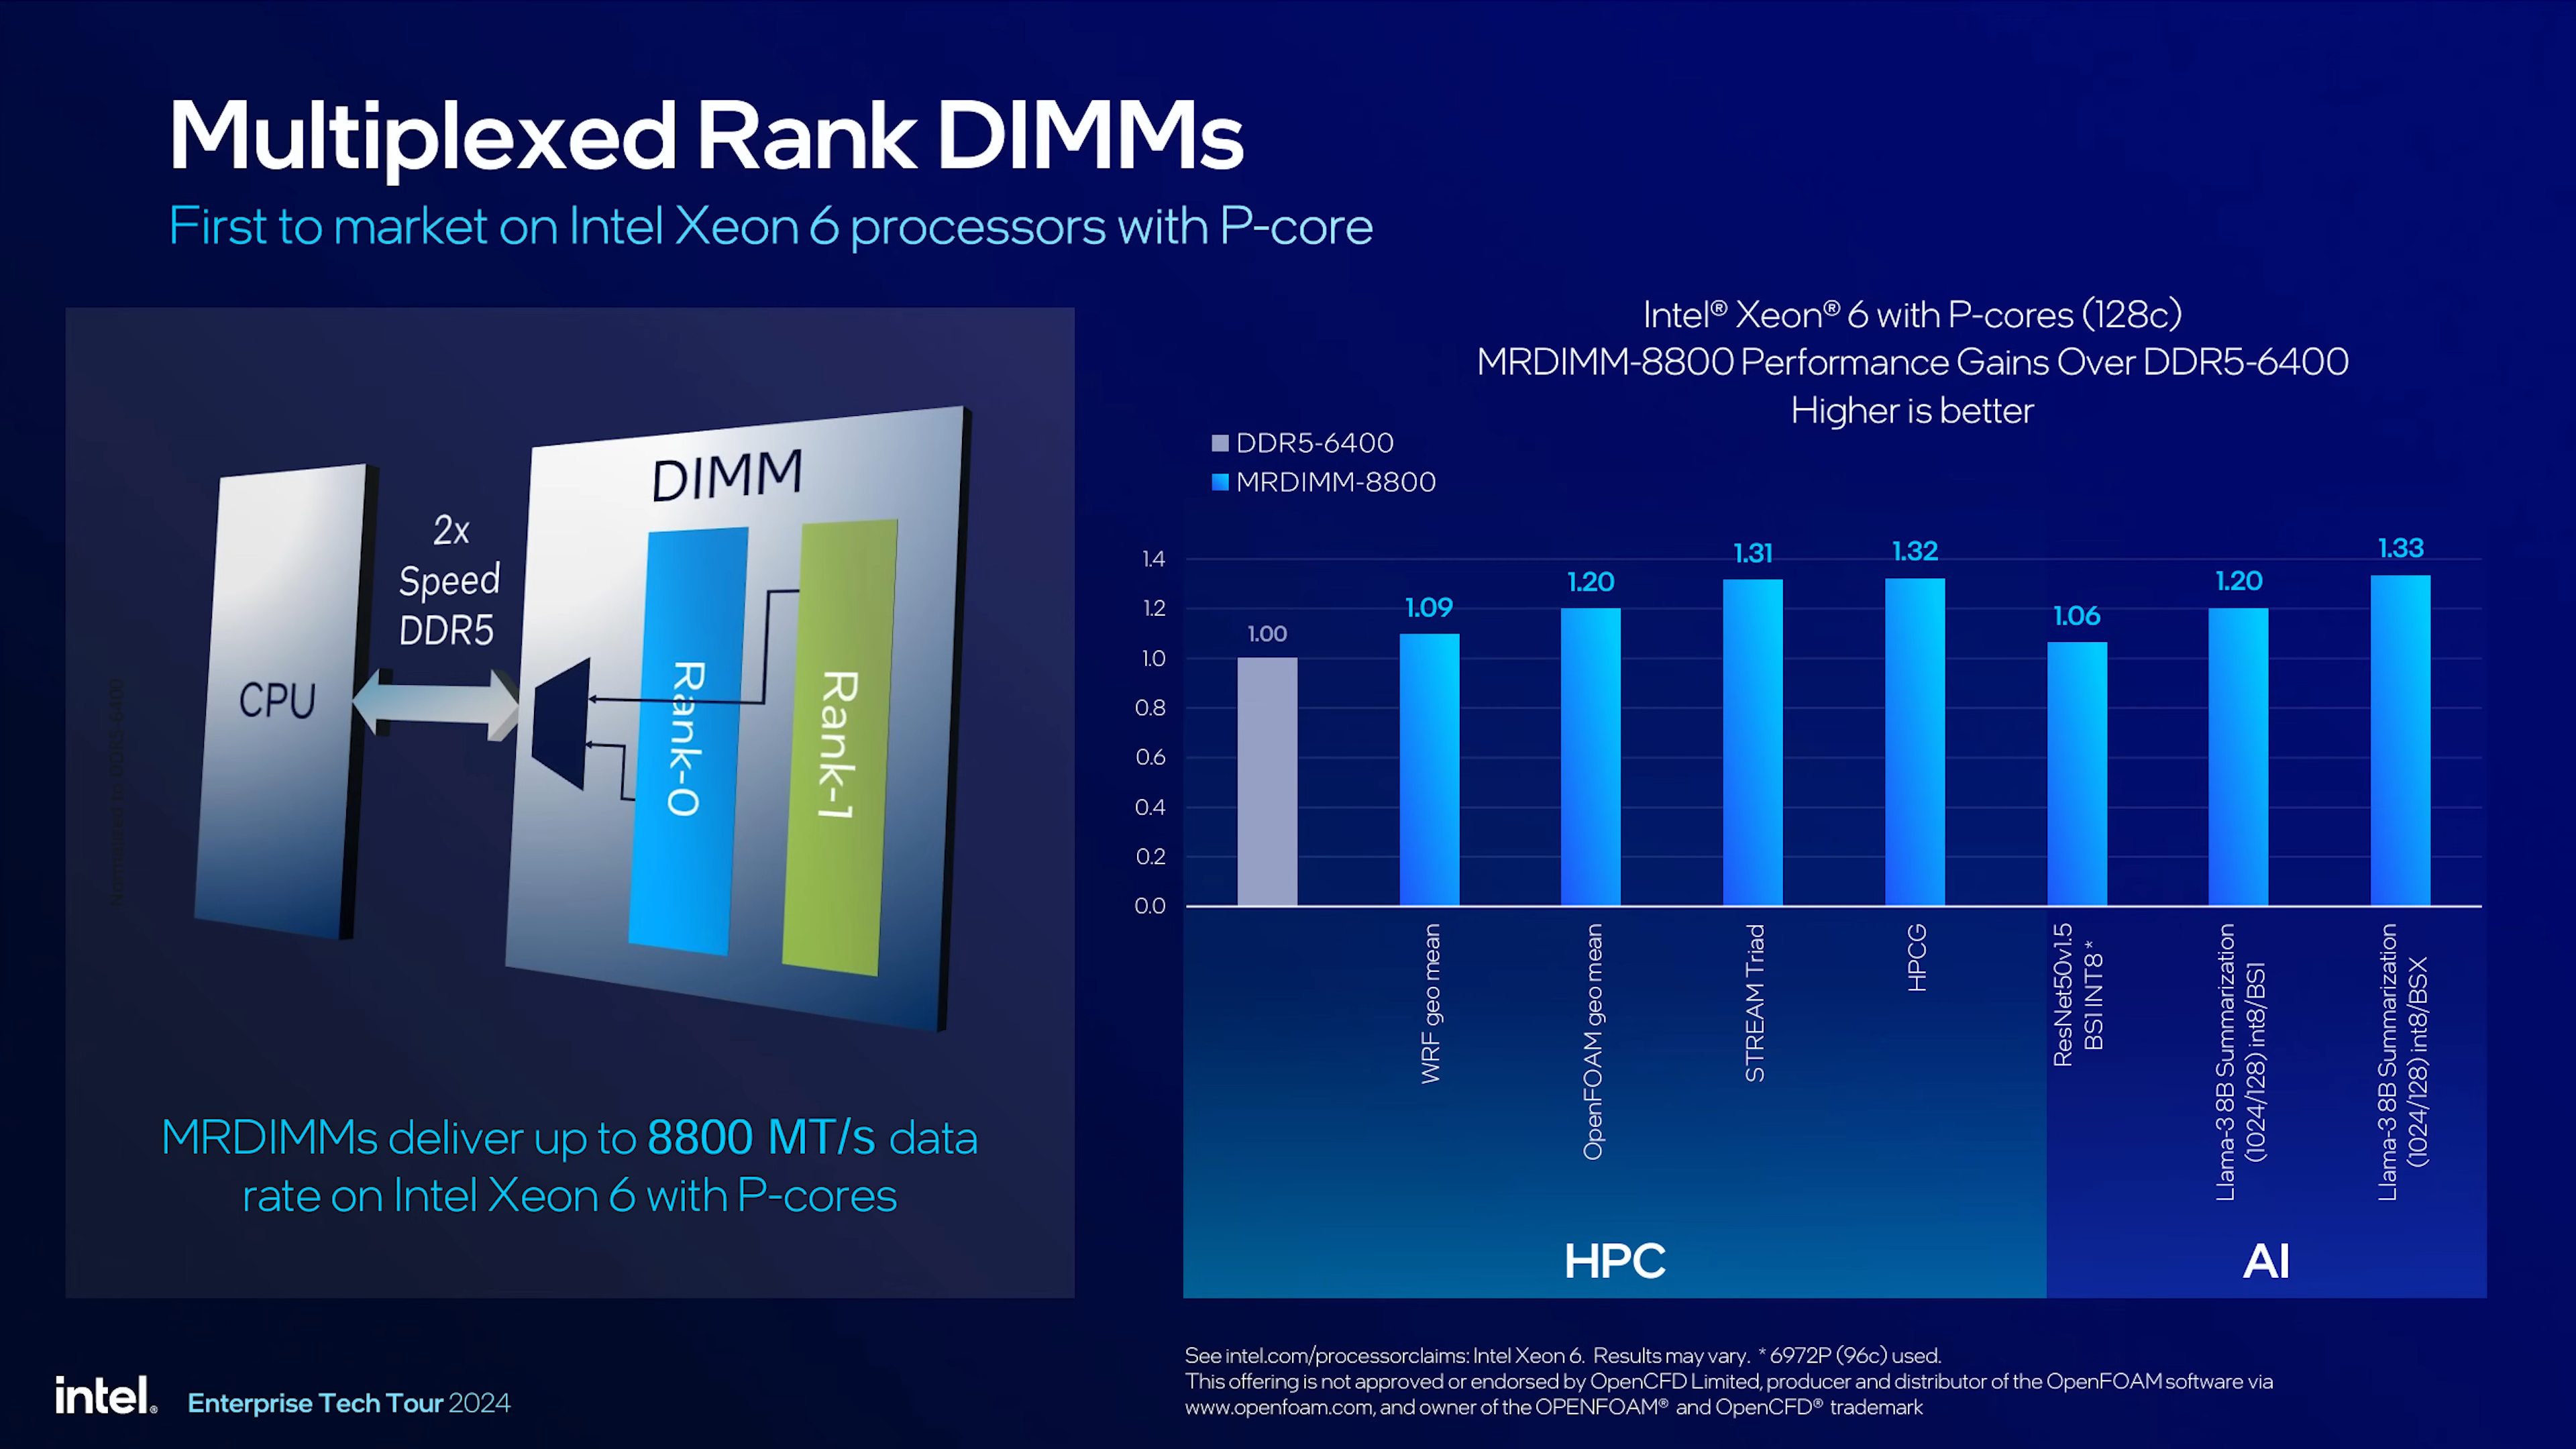 Multiplexed Rank DIMMs
First to market on Intel Xeon 6 processors with P-core
DIMM
2x
Speed
DDR5
CPU
Rank-0
Rank-1
Normalized to DDR5-6400
MRDIMMs deliver up to 8800 MT/s data
rate on Intel Xeon 6 with P-cores
Intel® Xeon® 6 with P-cores (128c)
MRDIMM-8800 Performance Gains Over DDR5-6400
Higher is better
DDR5-6400
MRDIMM-8800
1.4
1.2
1.0
0.8
0.6
0.4
0.2
0.0
1.00
1.09
1.20
1.31
1.32
1.06
1.20
1.33
WRF geo mean
OpenFOAM geo mean
STREAM Triad
HPCG
ResNet50v1.5
BS1 INT8*
Llama-3 8B Summarization
(1024/128) int8/BS1
Llama-3 8B Summarization
(1024/128) int8/BSX
HPC
AI
See intel.com/processorclaims: Intel Xeon 6. Results may vary. *6972P (96c) used.
This offering is not approved or endorsed by OpenCFD Limited, producer and distributor of the OpenFOAM software via
www.openfoam.com, and owner of the OPENFOAM® and OpenCFD® trademark
intel.®
Enterprise Tech Tour 2024